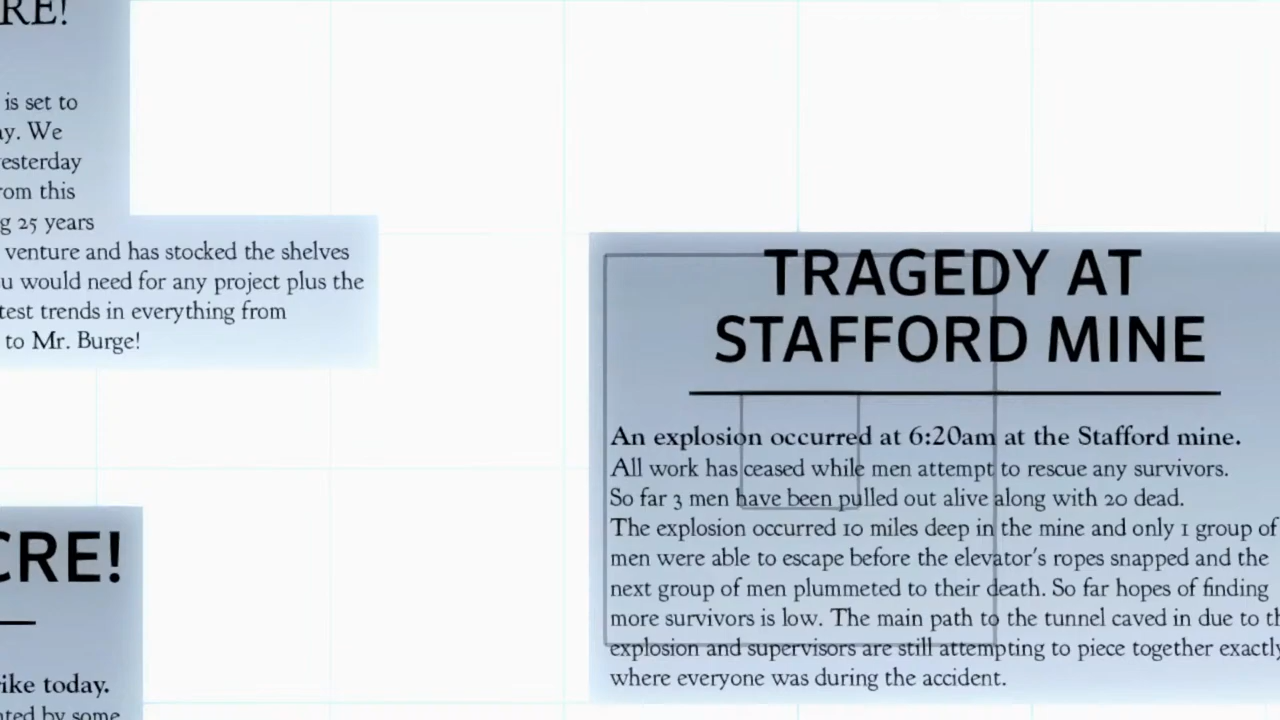 RE!
is set to
ay. We
yesterday
rom this
g 25 years
venture and has stocked the shelves
u would need for any project plus the
test trends in everything from
to Mr. Burge!
CRE!
ike today.
nted by some
TRAGEDY AT
STAFFORD MINE
An explosion occurred at 6:20am at the Stafford mine.
All work has ceased while men attempt to rescue any survivors.
So far 3 men have been pulled out alive along with 20 dead.
The explosion occurred 10 miles deep in the mine and only 1 group of
men were able to escape before the elevator's ropes snapped and the
next group of men plummeted to their death. So far hopes of finding
more survivors is low. The main path to the tunnel caved in due to th
explosion and supervisors are still attempting to piece together exactly
where everyone was during the accident.